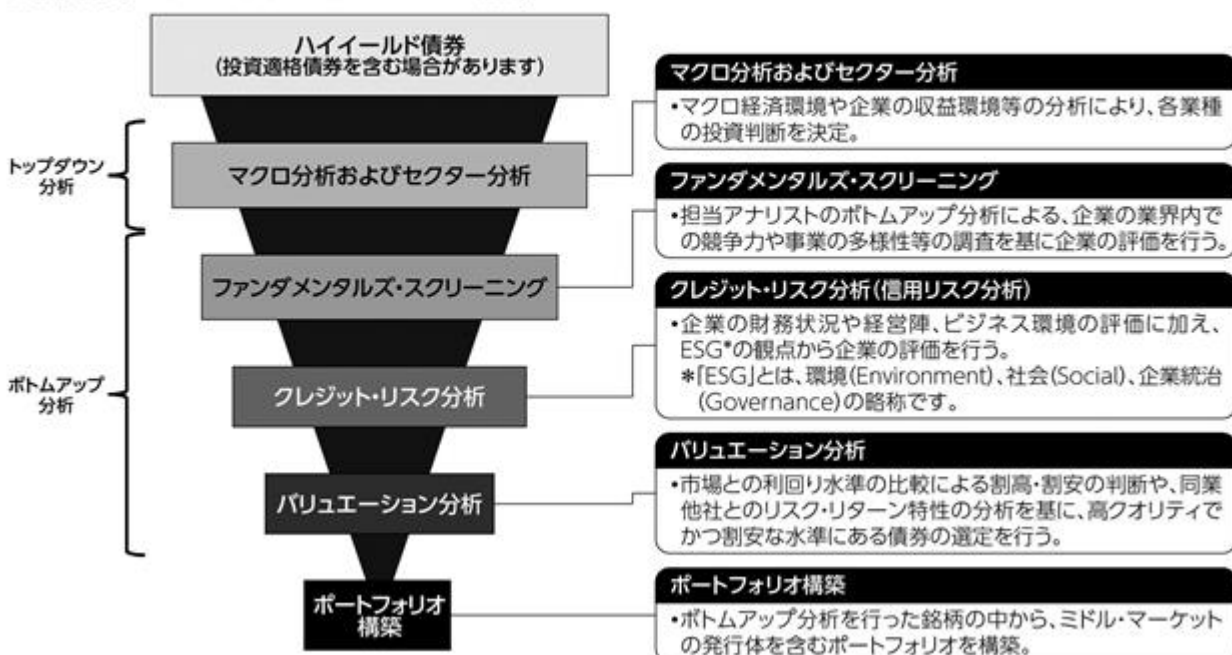 ハイイールド債券
(投資適格債券を含む場合があります)
トップダウン
分析
マクロ分析およびセクター分析
ファンダメンタルズ・スクリーニング
ボトムアップ
分析
クレジット・リスク分析
バリュエーション分析
ポートフォリオ
構築
マクロ分析およびセクター分析
•マクロ経済環境や企業の収益環境等の分析により、各業種
の投資判断を決定。
ファンダメンタルズ・スクリーニング
•担当アナリストのボトムアップ分析による、企業の業界内で
の競争力や事業の多様性等の調査を基に企業の評価を行う。
クレジット・リスク分析(信用リスク分析)
•企業の財務状況や経営陣、ビジネス環境の評価に加え、
ESG*の観点から企業の評価を行う。
*「ESG」とは、環境(Environment)、社会(Social)、企業統治
(Governance)の略称です。
バリュエーション分析
•市場との利回り水準の比較による割高・割安の判断や、同業
他社とのリスク・リターン特性の分析を基に、高クオリティで
かつ割安な水準にある債券の選定を行う。
ポートフォリオ構築
•ボトムアップ分析を行った銘柄の中から、ミドル・マーケット
の発行体を含むポートフォリオを構築。